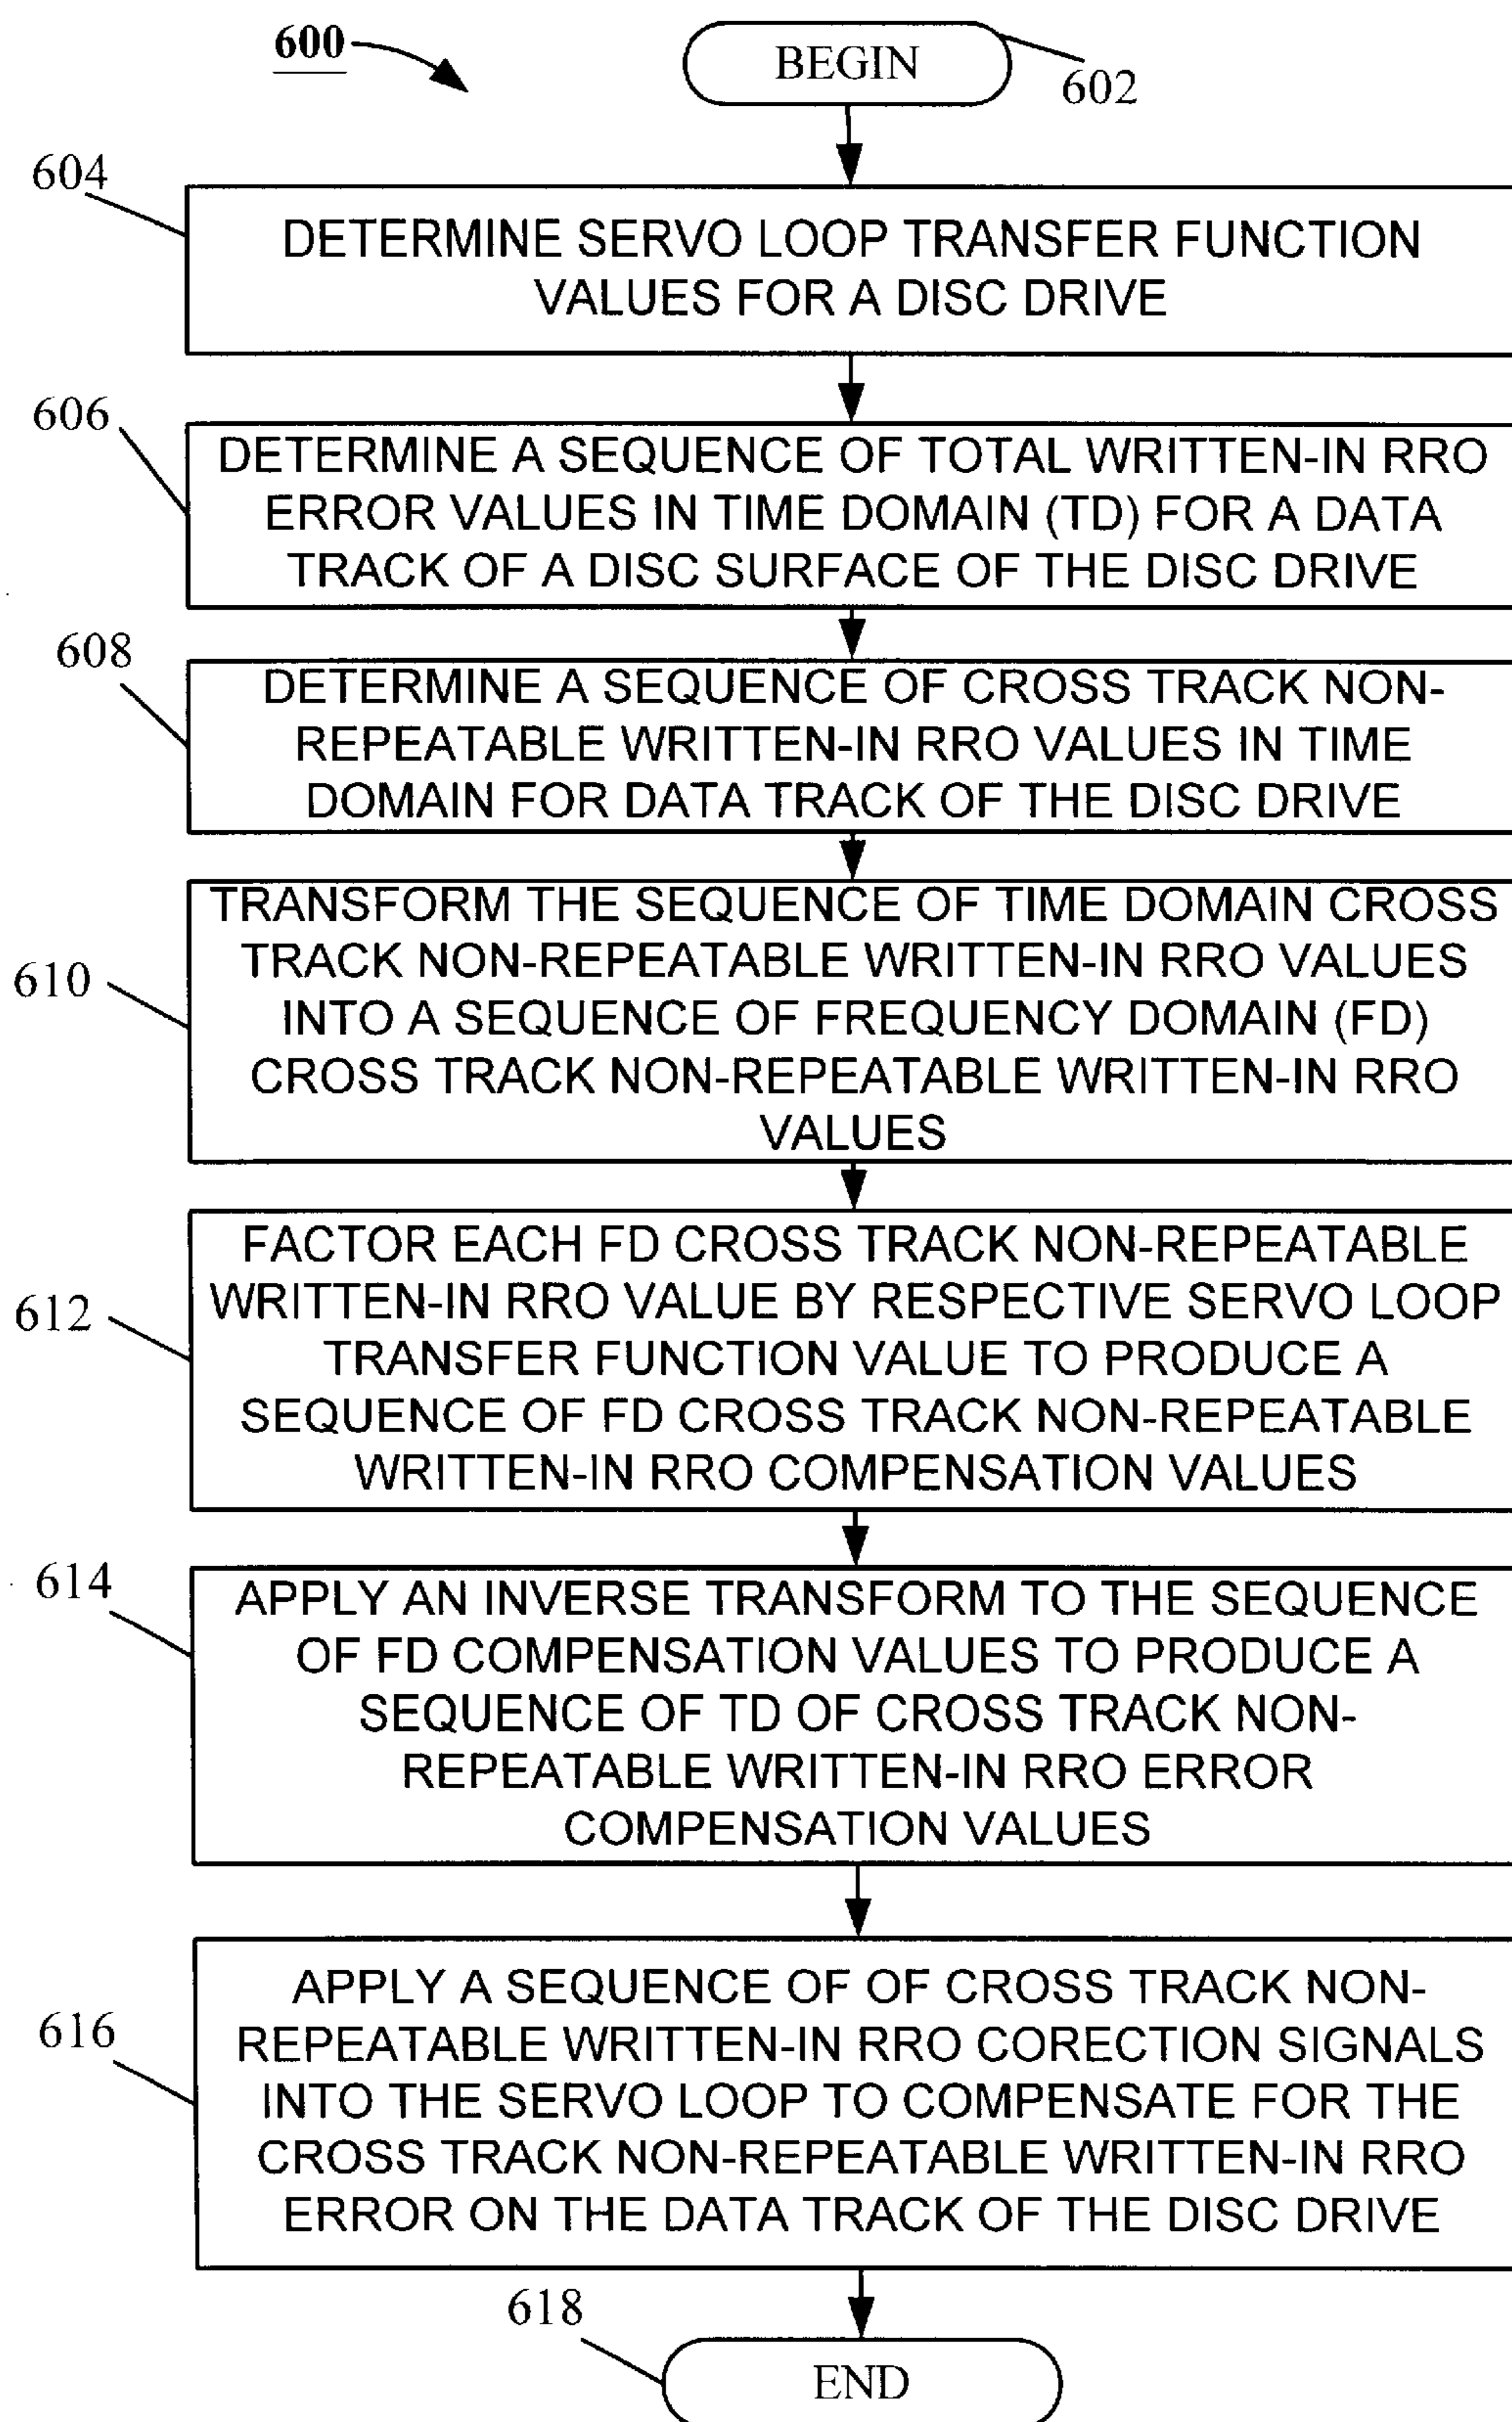 600
BEGIN
602
604
DETERMINE SERVO LOOP TRANSFER FUNCTION
VALUES FOR A DISC DRIVE
606
DETERMINE A SEQUENCE OF TOTAL WRITTEN-IN RRO
ERROR VALUES IN TIME DOMAIN (TD) FOR A DATA
TRACK OF A DISC SURFACE OF THE DISC DRIVE
608
DETERMINE A SEQUENCE OF CROSS TRACK NON-
REPEATABLE WRITTEN-IN RRO VALUES IN TIME
DOMAIN FOR DATA TRACK OF THE DISC DRIVE
610
TRANSFORM THE SEQUENCE OF TIME DOMAIN CROSS
TRACK NON-REPEATABLE WRITTEN-IN RRO VALUES
INTO A SEQUENCE OF FREQUENCY DOMAIN (FD)
CROSS TRACK NON-REPEATABLE WRITTEN-IN RRO
VALUES
612
FACTOR EACH FD CROSS TRACK NON-REPEATABLE
WRITTEN-IN RRO VALUE BY RESPECTIVE SERVO LOOP
TRANSFER FUNCTION VALUE TO PRODUCE A
SEQUENCE OF FD CROSS TRACK NON-REPEATABLE
WRITTEN-IN RRO COMPENSATION VALUES
614
APPLY AN INVERSE TRANSFORM TO THE SEQUENCE
OF FD COMPENSATION VALUES TO PRODUCE A
SEQUENCE OF TD OF CROSS TRACK NON-
REPEATABLE WRITTEN-IN RRO ERROR
COMPENSATION VALUES
616
APPLY A SEQUENCE OF OF CROSS TRACK NON-
REPEATABLE WRITTEN-IN RRO CORECTION SIGNALS
INTO THE SERVO LOOP TO COMPENSATE FOR THE
CROSS TRACK NON-REPEATABLE WRITTEN-IN RRO
ERROR ON THE DATA TRACK OF THE DISC DRIVE
618
END